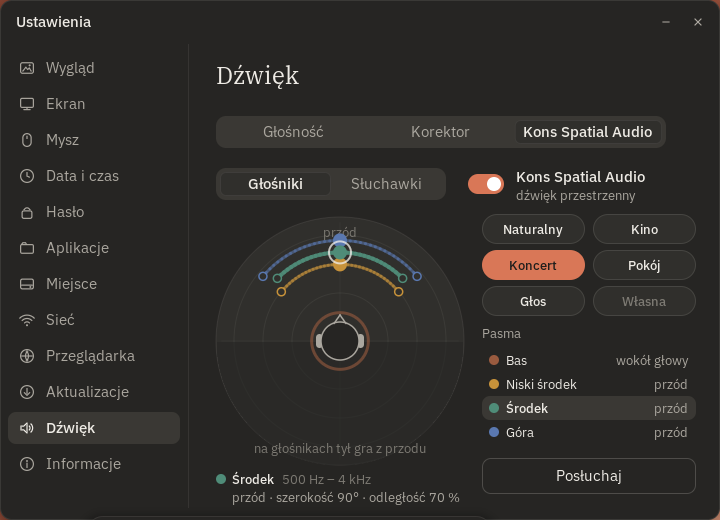 Ustawienia
Wygląd
Ekran
Mysz
Data i czas
Hasło
Aplikacje
Miejsce
Sieć
Przeglądarka
Aktualizacje
Dźwięk
Informacje
Dźwięk
Głośność
Korektor
Kons Spatial Audio
Głośniki
Słuchawki
Kons Spatial Audio
dźwięk przestrzenny
przód
na głośnikach tył gra z przodu
Środek 500 Hz – 4 kHz
przód · szerokość 90° · odległość 70 %
Naturalny
Kino
Koncert
Pokój
Głos
Własna
Pasma
Bas wokół głowy
Niski środek przód
Środek przód
Góra przód
Posłuchaj